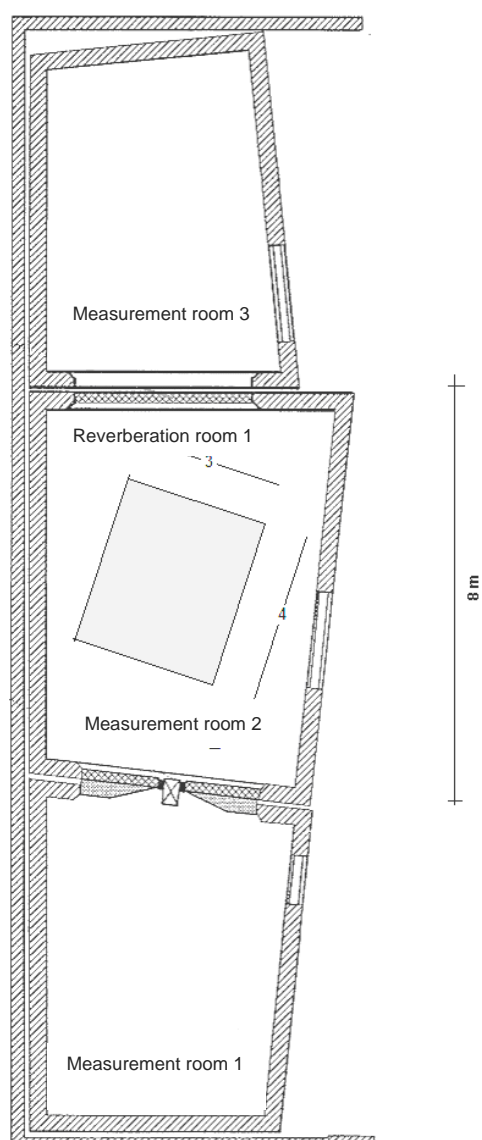 Measurement room 3
Reverberation room 1
3
4
8 m
Measurement room 2
Measurement room 1